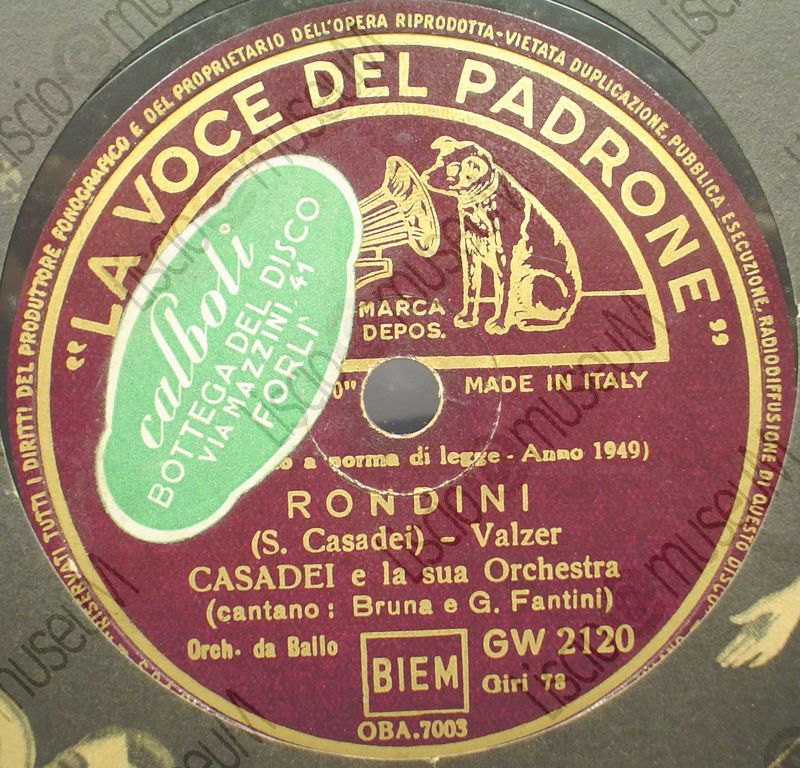 "RISERVATI TUTTI I DIRITTI DEL PRODUTTORE FONOGRAFICO E DEL PROPRIETARIO DELL'OPERA RIPRODOTTA-VIETATA DUPLICAZIONE, PUBBLICA ESECUZIONE, RADIODIFFUSIONE DI QUESTO DISCO"
"LA VOCE DEL PADRONE"
calboli
BOTTEGA DEL DISCO
VIA MAZZINI, 41
FORLI'
MARCA
DEPOS.
0" MADE IN ITALY
o a norma di legge - Anno 1949)
RONDINI
(S. Casadei) - Valzer
CASADEI e la sua Orchestra
(cantano: Bruna e G. Fantini)
Orch. da Ballo
BIEM
GW 2120
Giri 78
OBA.7003
Liscio@museuM